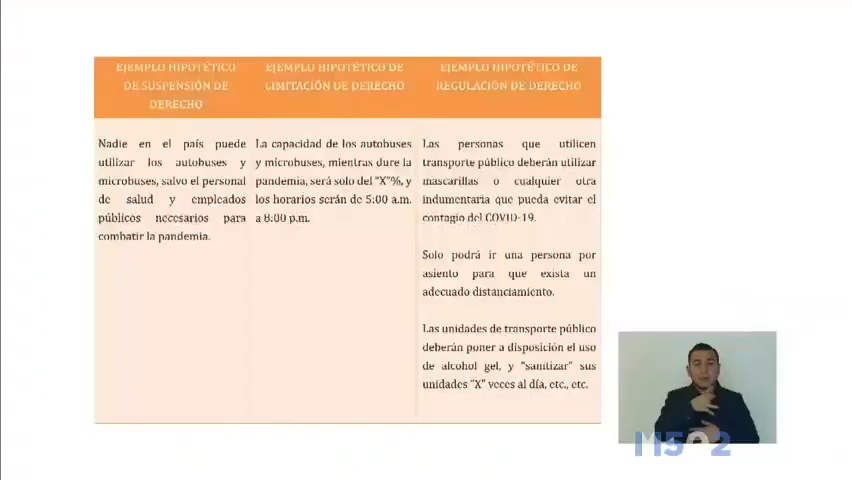 EJEMPLO HIPOTÉTICO
DE SUSPENSIÓN DE
DERECHO
EJEMPLO HIPOTÉTICO DE
LIMITACIÓN DE DERECHO
EJEMPLO HIPOTÉTICO DE
REGULACIÓN DE DERECHO
Nadie en el país puede
utilizar los autobuses y
microbuses, salvo el personal
de salud y empleados
públicos necesarios para
combatir la pandemia.
La capacidad de los autobuses
y microbuses, mientras dure la
pandemia, será solo del "X"%, y
los horarios serán de 5:00 a.m.
a 8:00 p.m.
Las personas que utilicen
transporte público deberán utilizar
mascarillas o cualquier otra
indumentaria que pueda evitar el
contagio del COVID-19.
Solo podrá ir una persona por
asiento para que exista un
adecuado distanciamiento.
Las unidades de transporte público
deberán poner a disposición el uso
de alcohol gel, y "sanitizar" sus
unidades "X" veces al día, etc., etc.